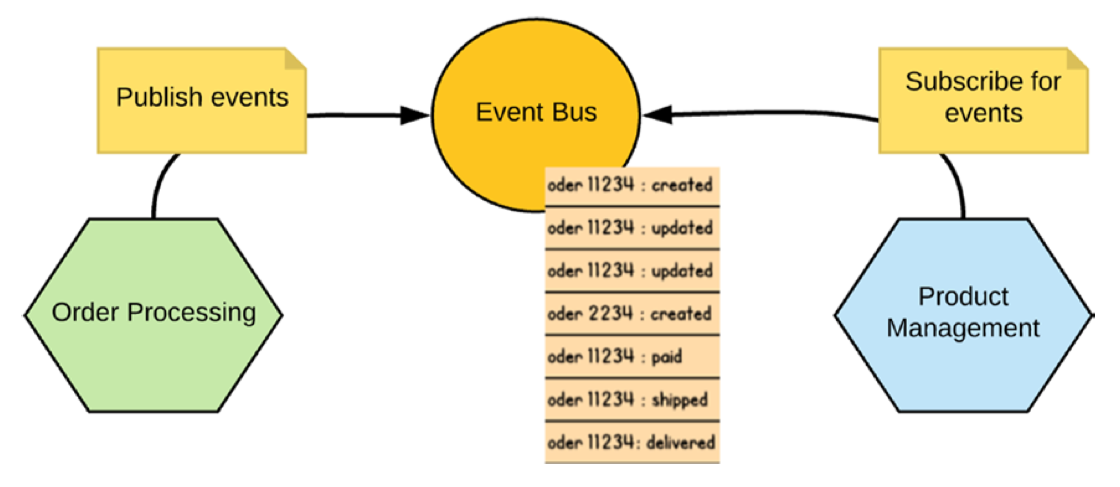 Publish events
Event Bus
Subscribe for
events
oder 11234 : created
oder 11234 : updated
oder 11234 : updated
oder 2234 : created
oder 11234 : paid
oder 11234 : shipped
oder 11234: delivered
Order Processing
Product
Management